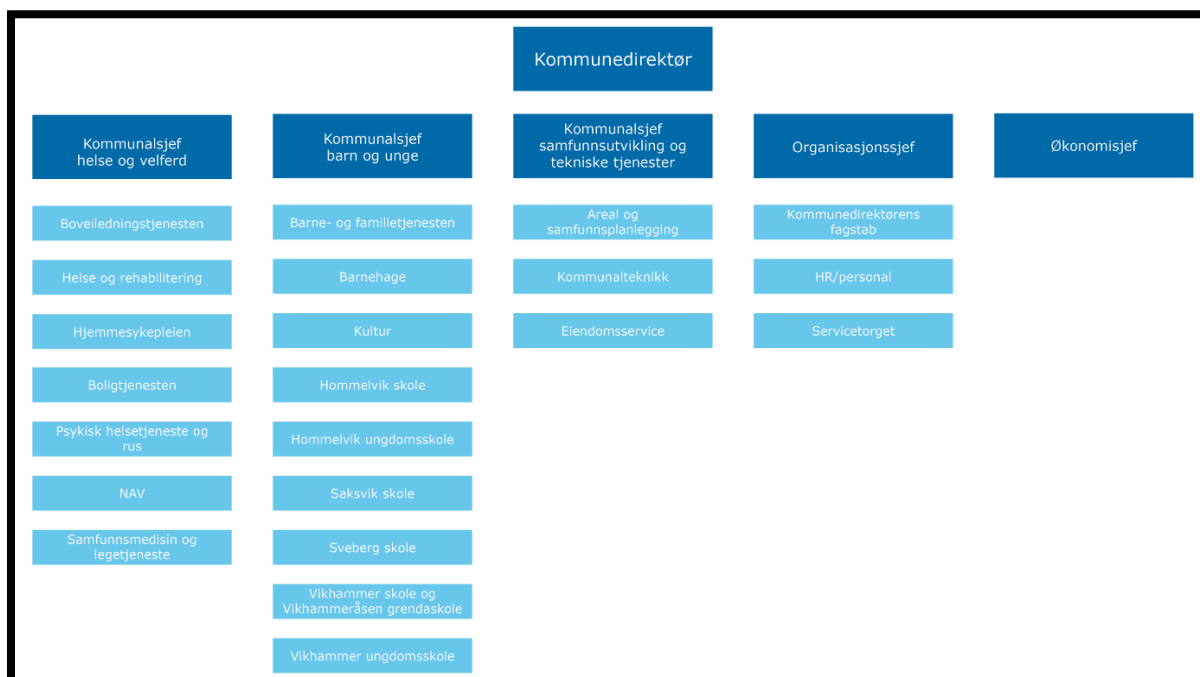 Kommunedirektør
Kommunalsjef
helse og velferd
Boveiledningstjenesten
Helse og rehabilitering
Hjemmesykepleien
Boligtjenesten
Psykisk helsetjeneste og
rus
NAV
Samfunnsmedisin og
legetjeneste
Kommunalsjef
barn og unge
Barne- og familietjenesten
Barnehage
Kultur
Hommelvik skole
Hommelvik ungdomsskole
Saksvik skole
Sveberg skole
Vikhammer skole og
Vikhammeråsen grendaskole
Vikhammer ungdomsskole
Kommunalsjef
samfunnsutvikling og
tekniske tjenester
Areal og
samfunnsplanlegging
Kommunalteknikk
Eiendomsservice
Organisasjonssjef
Kommunedirektørens
fagstab
HR/personal
Servicetorget
Økonomisjef